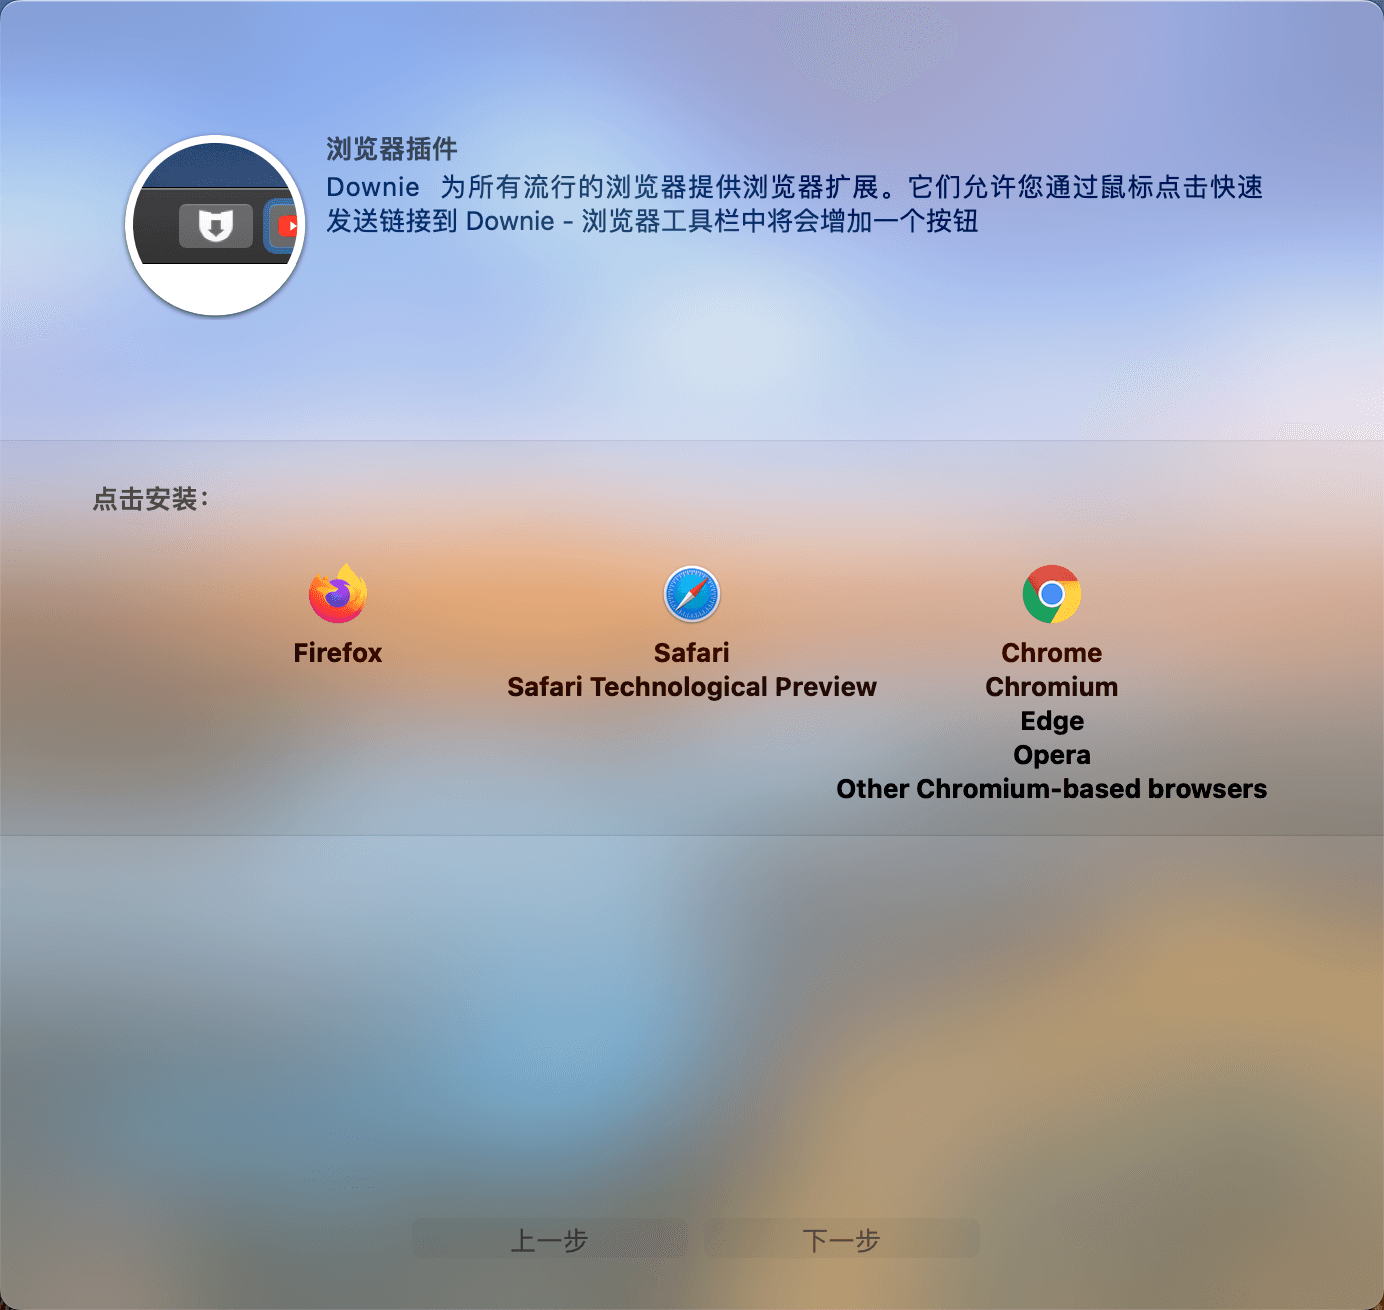 浏览器插件
Downie 为所有流行的浏览器提供浏览器扩展。它们允许您通过鼠标点击快速
发送链接到 Downie - 浏览器工具栏中将会增加一个按钮
点击安装：
Firefox
Safari
Safari Technological Preview
Chrome
Chromium
Edge
Opera
Other Chromium-based browsers
上一步
下一步